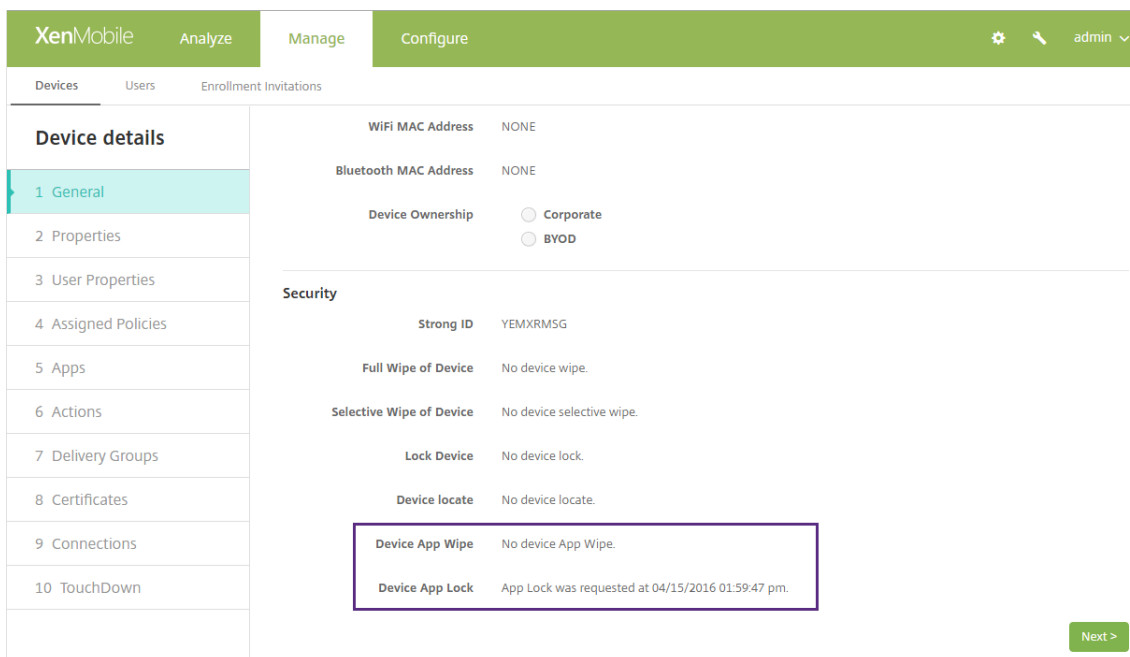 XenMobile Analyze Manage Configure admin
Devices Users Enrollment Invitations
Device details
1 General
2 Properties
3 User Properties
4 Assigned Policies
5 Apps
6 Actions
7 Delivery Groups
8 Certificates
9 Connections
10 TouchDown
WiFi MAC Address NONE
Bluetooth MAC Address NONE
Device Ownership Corporate
BYOD
Security
Strong ID YEMXRMSG
Full Wipe of Device No device wipe.
Selective Wipe of Device No device selective wipe.
Lock Device No device lock.
Device locate No device locate.
Device App Wipe No device App Wipe.
Device App Lock App Lock was requested at 04/15/2016 01:59:47 pm.
Next >